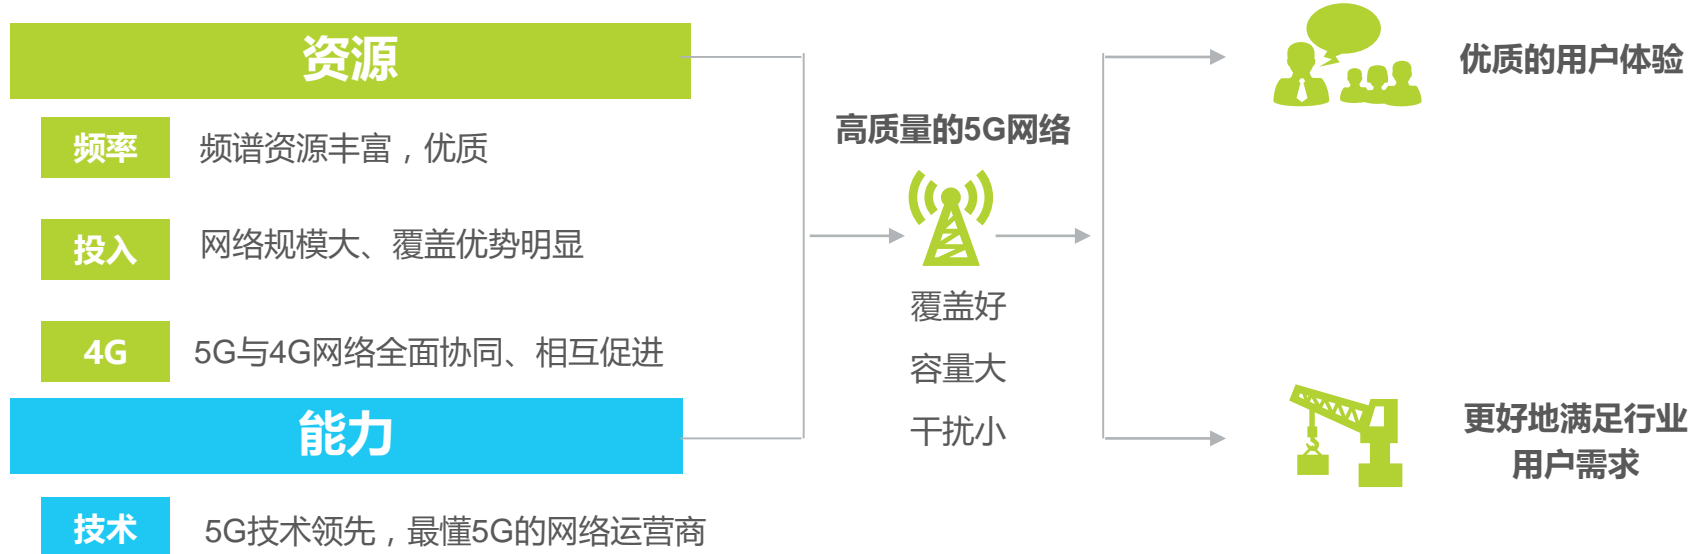 资源
频率
频谱资源丰富，优质
投入
网络规模大、覆盖优势明显
4G
5G与4G网络全面协同、相互促进
能力
技术
5G技术领先，最懂5G的网络运营商
高质量的5G网络
覆盖好
容量大
干扰小
优质的用户体验
更好地满足行业
用户需求